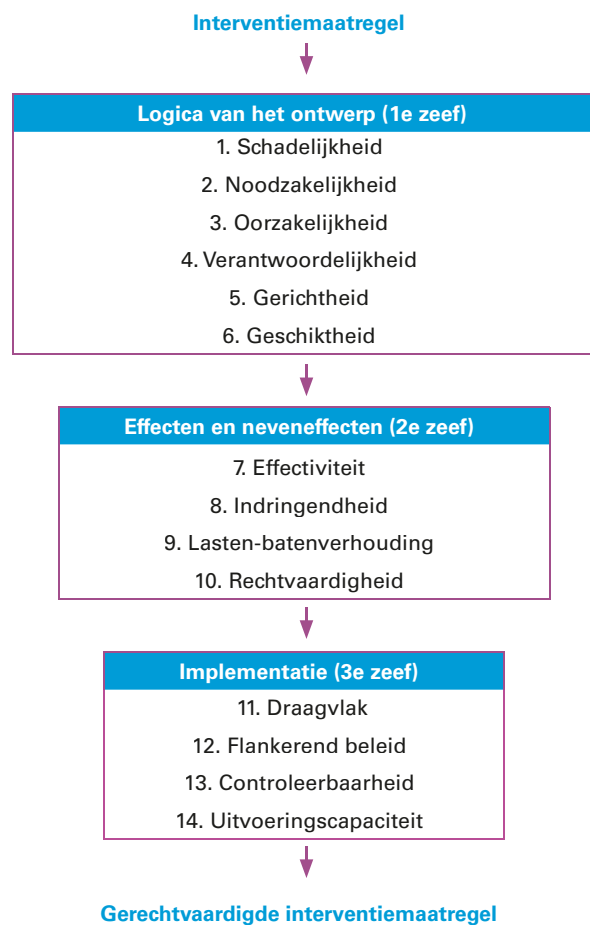 Interventiemaatregel
Logica van het ontwerp (1e zeef)
1. Schadelijkheid
2. Noodzakelijkheid
3. Oorzakelijkheid
4. Verantwoordelijkheid
5. Gerichtheid
6. Geschiktheid
Effecten en neveneffecten (2e zeef)
7. Effectiviteit
8. Indringendheid
9. Lasten-batenverhouding
10. Rechtvaardigheid
Implementatie (3e zeef)
11. Draagvlak
12. Flankerend beleid
13. Controleerbaarheid
14. Uitvoeringscapaciteit
Gerechtvaardigde interventiemaatregel